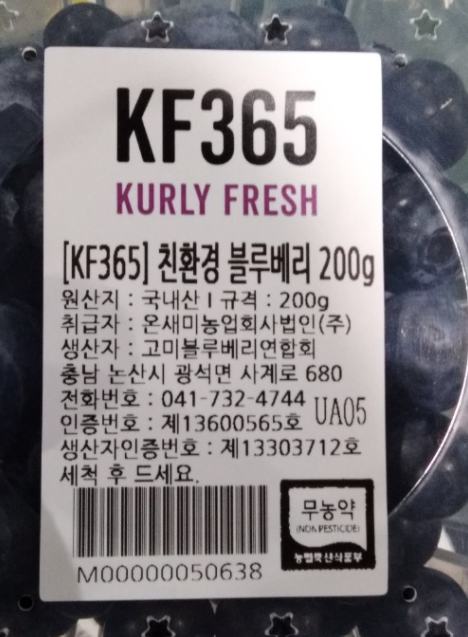 KF365
KURLY FRESH
[KF365] 친환경 블루베리 200g
원산지 : 국내산 I 규격 : 200g
취급자 : 온새미농업회사법인(주)
생산자 : 고미블루베리연합회
충남 논산시 광석면 사계로 680
전화번호 : 041-732-4744
인증번호 : 제13600565호 UA05
생산자인증번호 : 제13303712호
세척 후 드세요.
무농약
(NON PESTICIDE)
농림축산식품부
M00000050638